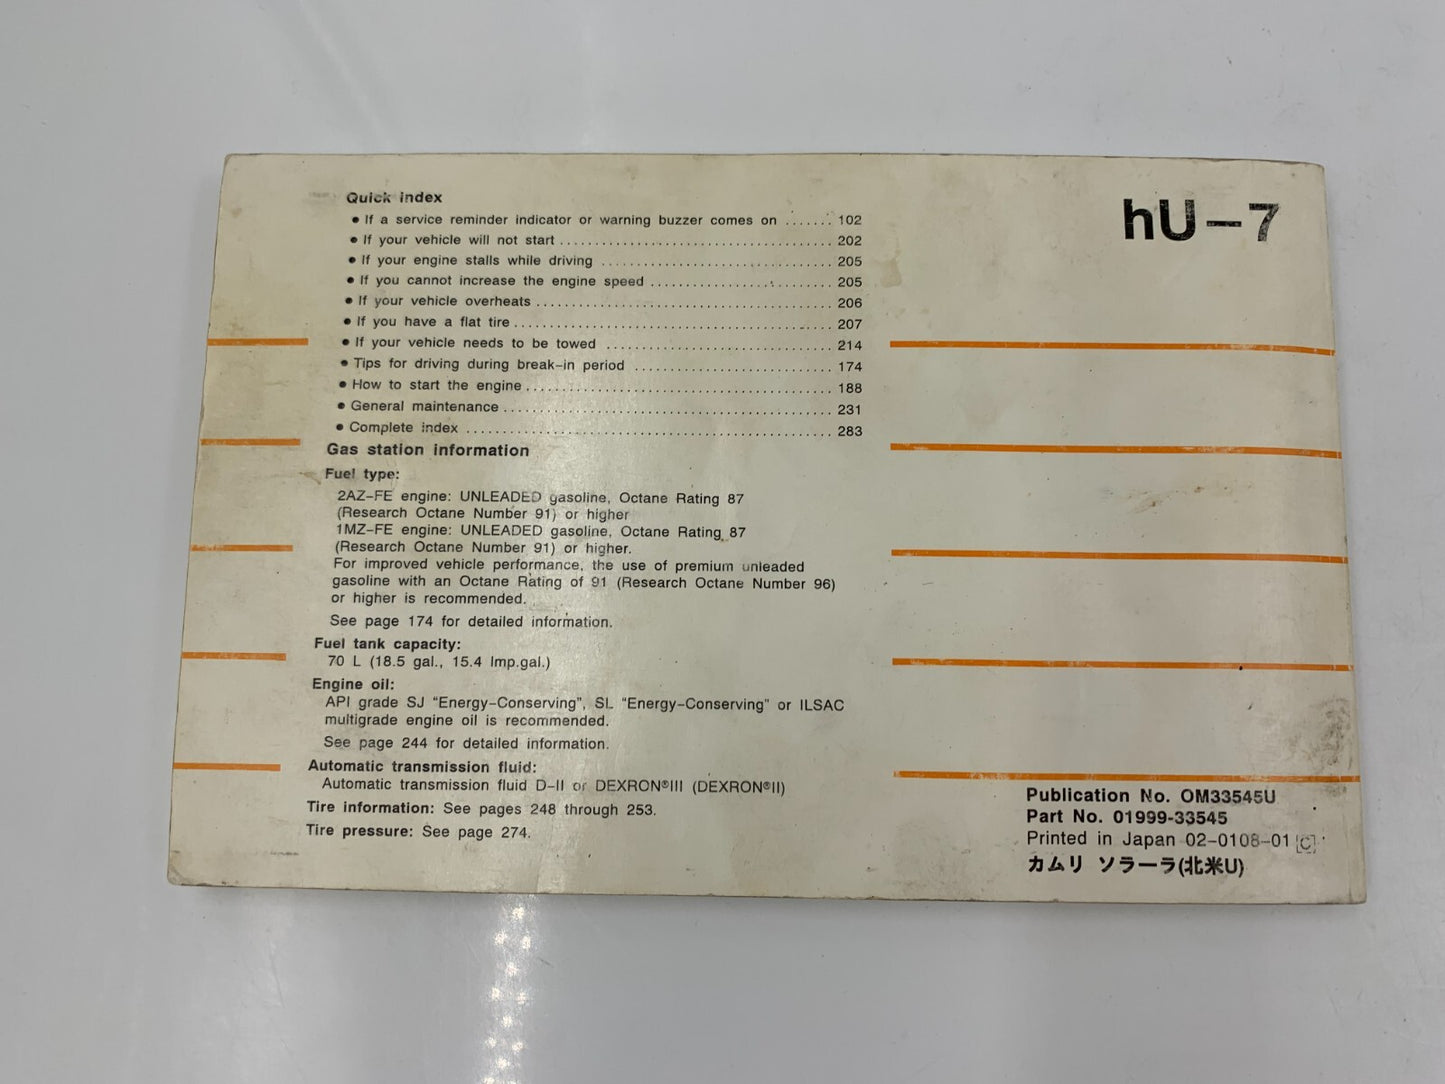 Quick index
● If a service reminder indicator or warning buzzer comes on ....... 102
● If your vehicle will not start ........................................ 202
● If your engine stalls while driving .................................. 205
● If you cannot increase the engine speed ........................... 205
● If your vehicle overheats ............................................ 206
● If you have a flat tire ................................................ 207
● If your vehicle needs to be towed .................................. 214
● Tips for driving during break-in period ............................. 174
● How to start the engine .............................................. 188
● General maintenance ................................................. 231
● Complete index ....................................................... 283
Gas station information
Fuel type:
2AZ-FE engine: UNLEADED gasoline, Octane Rating 87
(Research Octane Number 91) or higher
1MZ-FE engine: UNLEADED gasoline, Octane Rating 87
(Research Octane Number 91) or higher.
For improved vehicle performance, the use of premium unleaded
gasoline with an Octane Rating of 91 (Research Octane Number 96)
or higher is recommended.
See page 174 for detailed information.
Fuel tank capacity:
70 L (18.5 gal., 15.4 Imp.gal.)
Engine oil:
API grade SJ "Energy-Conserving", SL "Energy-Conserving" or ILSAC
multigrade engine oil is recommended.
See page 244 for detailed information.
Automatic transmission fluid:
Automatic transmission fluid D-II or DEXRON®III (DEXRON®II)
Tire information: See pages 248 through 253.
Tire pressure: See page 274.
hU-7
Publication No. OM33545U
Part No. 01999-33545
Printed in Japan 02-0108-01 [C]
カムリ ソラーラ(北米U)